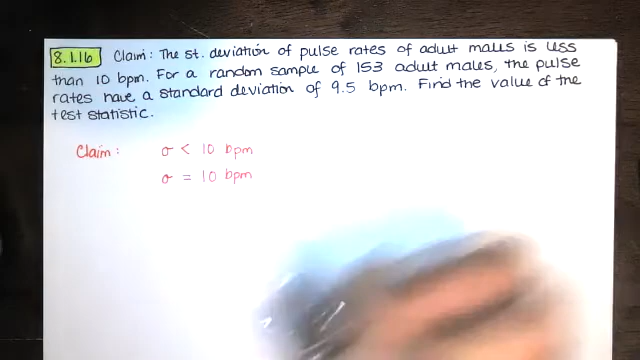 8.1.16 Claim: The st. deviation of pulse rates of adult males is less
than 10 bpm. For a random sample of 153 adult males, the pulse
rates have a standard deviation of 9.5 bpm. Find the value of the
test statistic.
Claim: σ < 10 bpm
σ = 10 bpm